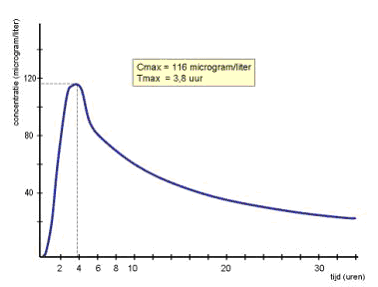 concentratie (microgram/liter)
Cmax = 116 microgram/liter
Tmax = 3,8 uur
120
80
40
2 4 6 8 10 20 30
tijd (uren)